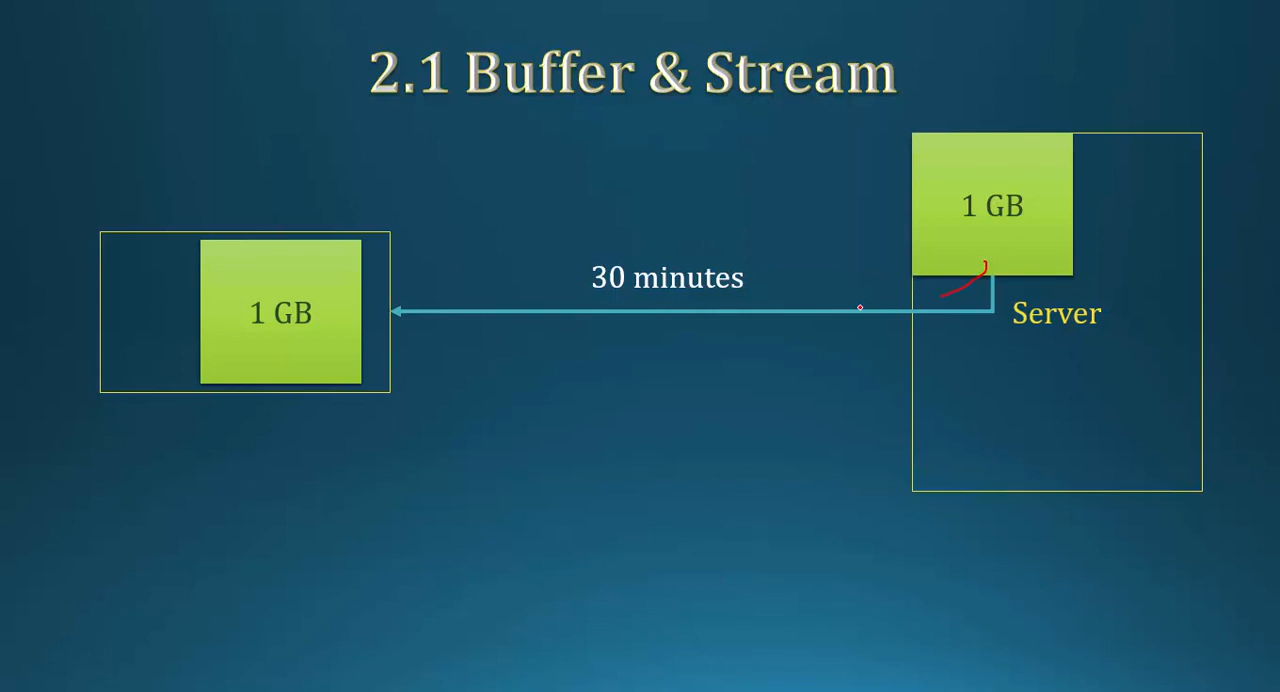 2.1 Buffer & Stream
1 GB
30 minutes
1 GB
Server